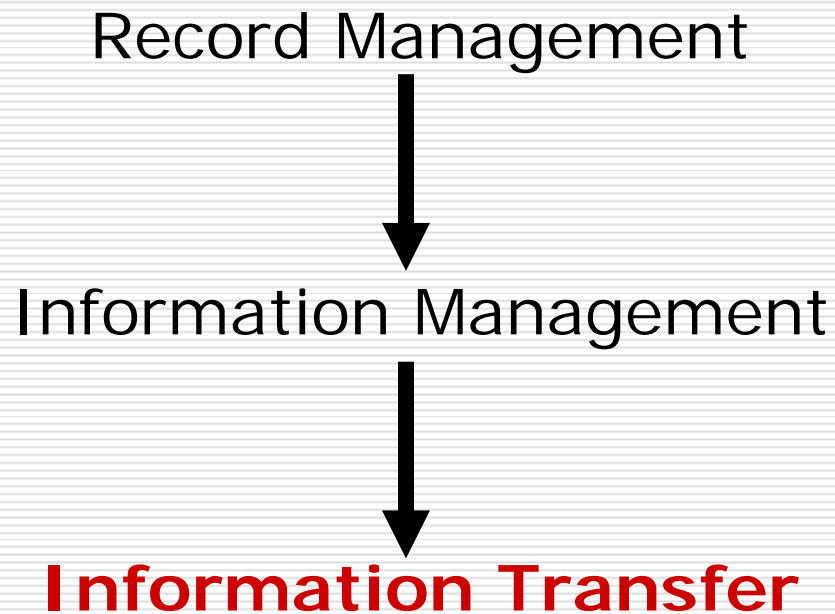 Record Management
Information Management
Information Transfer